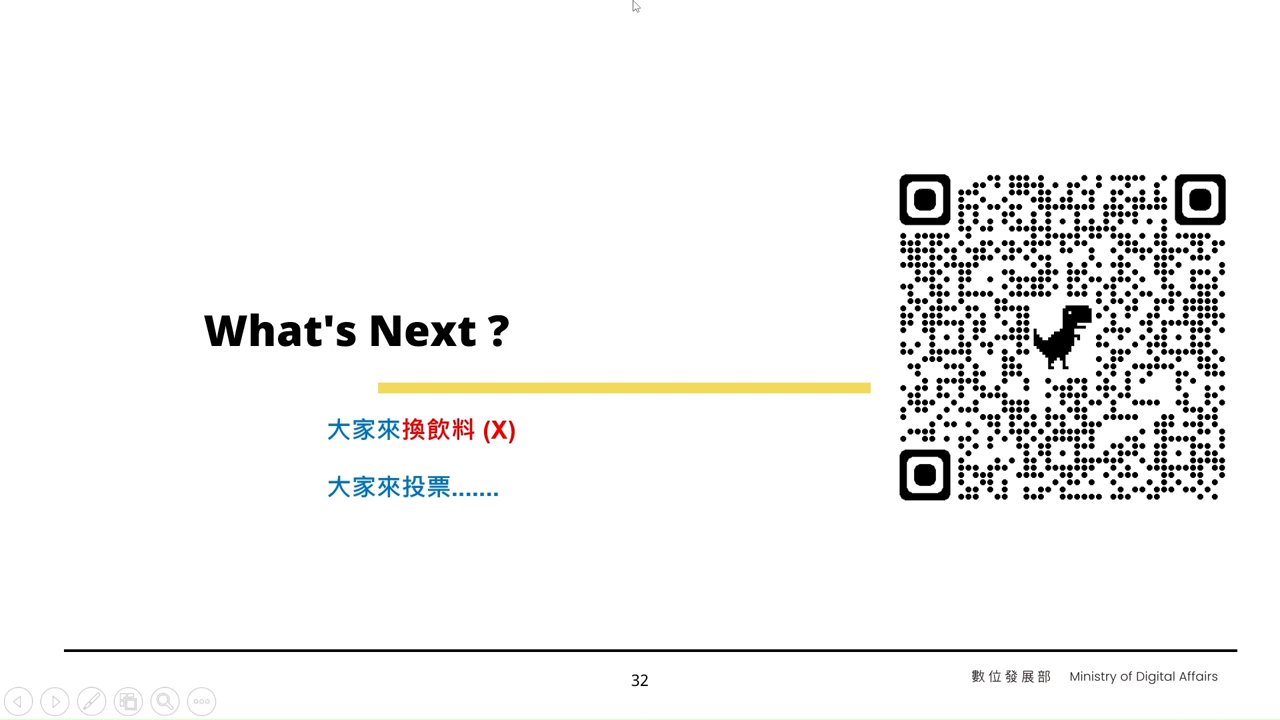 What's Next ?
大家來換飲料 (X)
大家來投票.......
32
數位發展部 Ministry of Digital Affairs